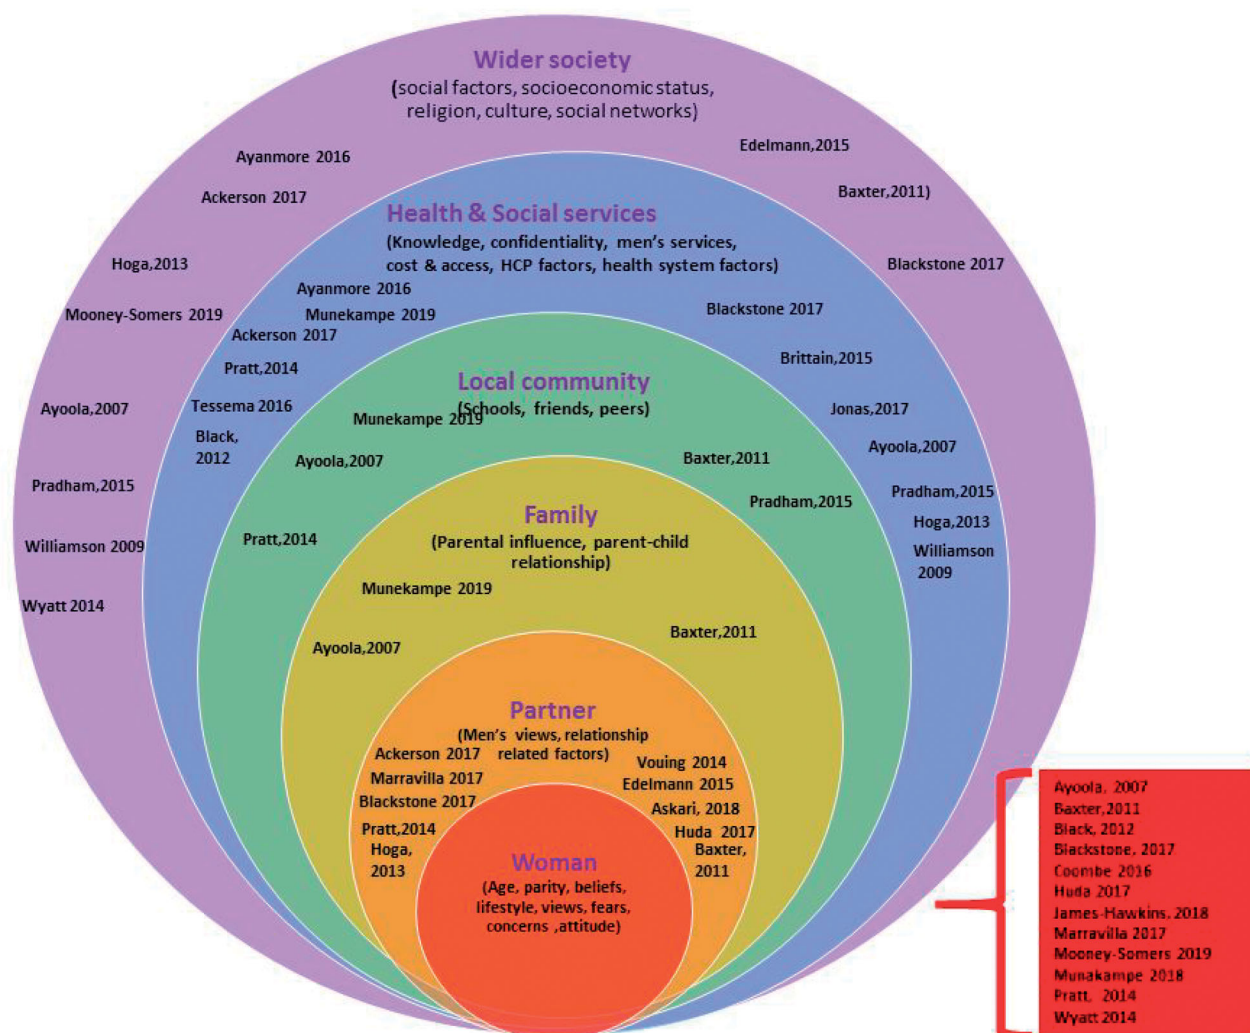 Wider society
(social factors, socioeconomic status,
religion, culture, social networks)
Ayanmore 2016
Ackerson 2017
Hoga,2013
Mooney-Somers 2019
Ayoola,2007
Pradham,2015
Williamson 2009
Wyatt 2014
Edelmann,2015
Baxter,2011)
Blackstone 2017
Health & Social services
(Knowledge, confidentiality, men's services,
cost & access, HCP factors, health system factors)
Ayanmore 2016
Munekampe 2019
Ackerson 2017
Pratt,2014
Tessema 2016
Black,
2012
Blackstone 2017
Brittain,2015
Jonas,2017
Ayoola,2007
Pradham,2015
Hoga,2013
Williamson
2009
Local community
(Schools, friends, peers)
Munekampe 2019
Ayoola,2007
Pratt,2014
Baxter,2011
Pradham,2015
Family
(Parental influence, parent-child
relationship)
Munekampe 2019
Ayoola,2007
Baxter,2011
Partner
(Men's views, relationship
related factors)
Ackerson 2017
Marravilla 2017
Blackstone 2017
Pratt,2014
Hoga,
2013
Vouing 2014
Edelmann 2015
Askari, 2018
Huda 2017
Baxter,
2011
Woman
(Age, parity, beliefs,
lifestyle, views, fears,
concerns ,attitude)
Ayoola, 2007
Baxter,2011
Black, 2012
Blackstone, 2017
Coombe 2016
Huda 2017
James-Hawkins, 2018
Marravilla 2017
Mooney-Somers 2019
Munakampe 2018
Pratt, 2014
Wyatt 2014